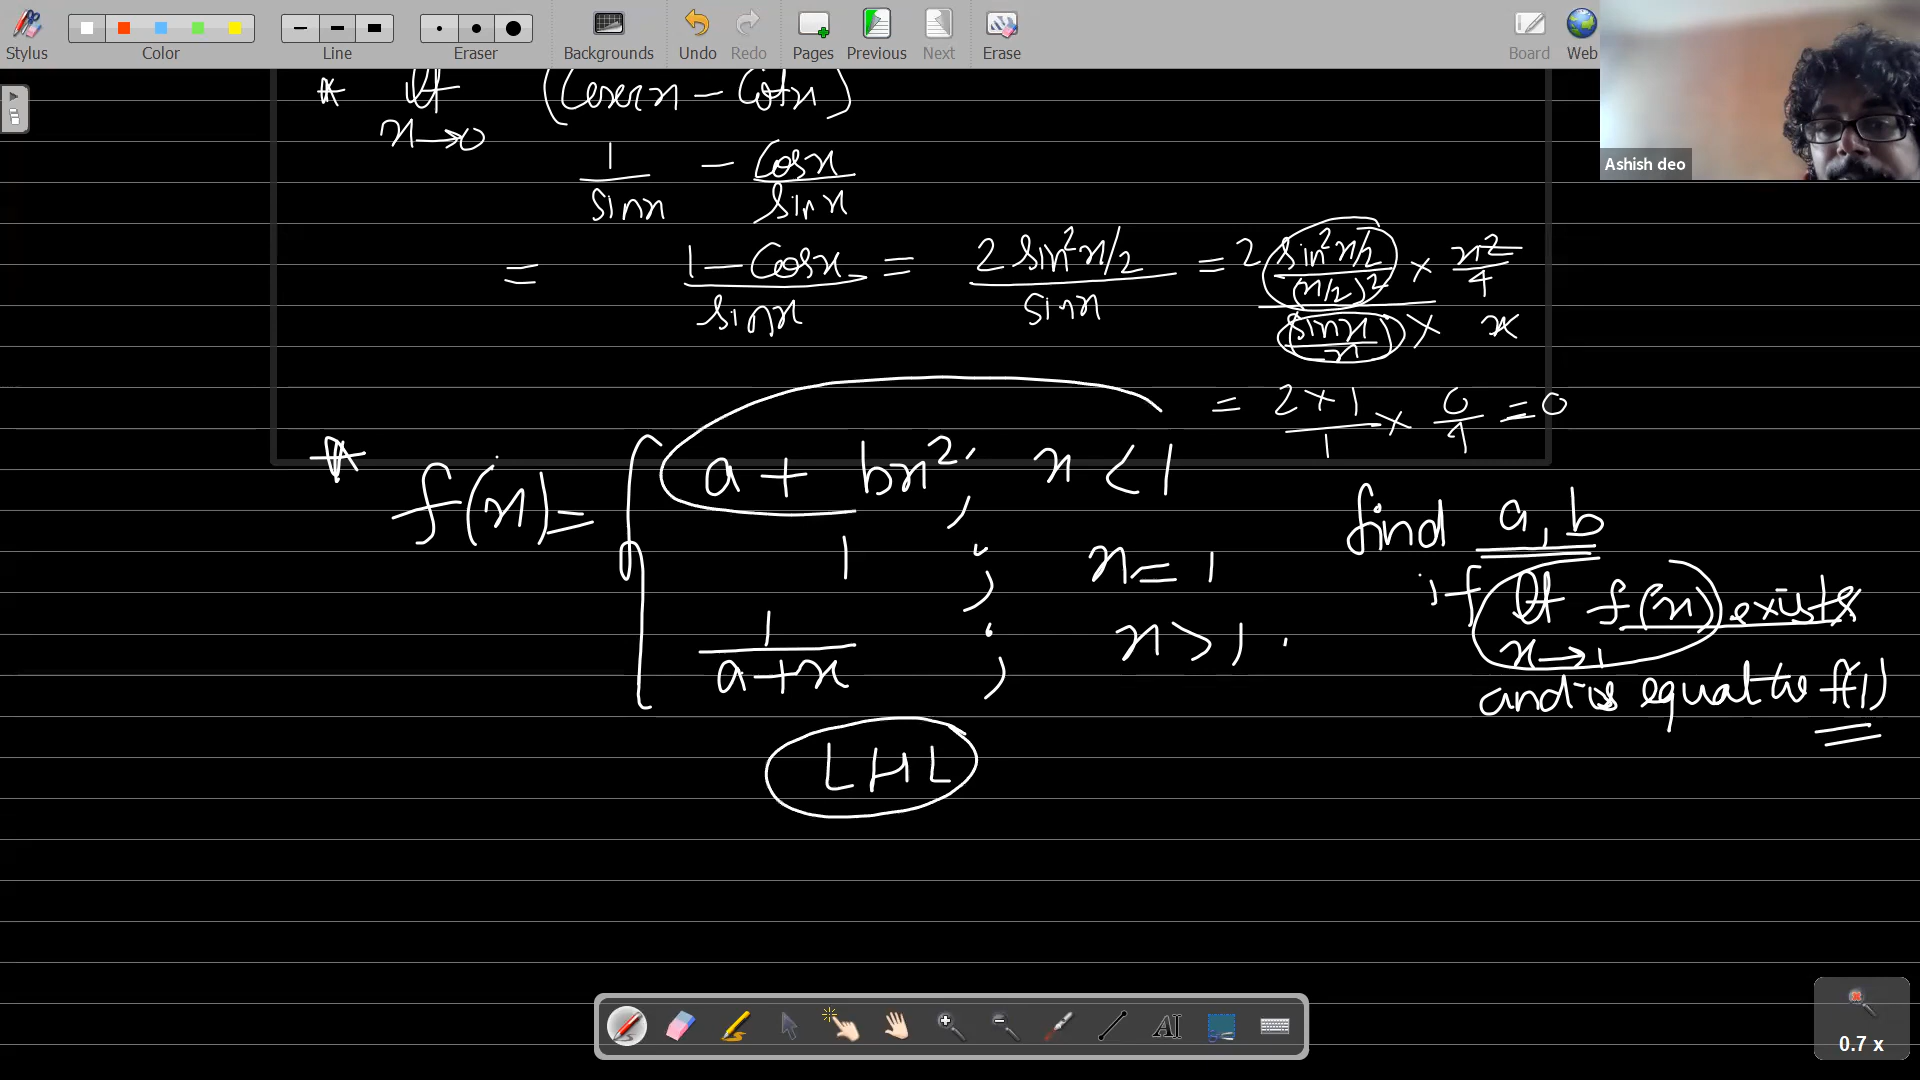 Stylus Color Line Eraser Backgrounds Undo Redo Pages Previous Next Erase Board Web
Ashish deo
* lt x→0 (Cosecx - Cotx)
1/sinx - Cosx/sinx
= (1-Cosx)/sinx = (2 sin²x/2)/sinx = (2 (sin²x/2)/(x/2)² × x²/4)/((sinx/x) × x)
= (2×1)/1 × 0/4 = 0
* f(x) = { a + bx² ; x < 1
1 ; x = 1
1/(a+x) ; x > 1 .
find a, b
if lt x→1 f(x) exists
and is equal to f(1)
LHL
0.7 x